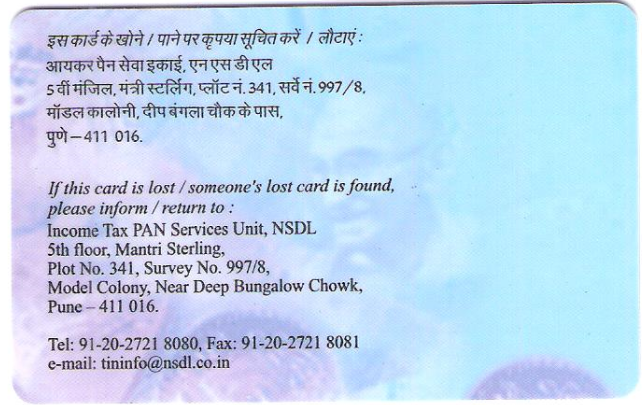 इस कार्ड के खोने / पाने पर कृपया सूचित करें / लौटाएं :
आयकर पैन सेवा इकाई, एन एस डी एल
5 वीं मंजिल, मंत्री स्टर्लिंग, प्लॉट नं. 341, सर्वे नं. 997/8,
मॉडल कालोनी, दीप बंगला चौक के पास,
पुणे – 411 016.
If this card is lost / someone's lost card is found,
please inform / return to :
Income Tax PAN Services Unit, NSDL
5th floor, Mantri Sterling,
Plot No. 341, Survey No. 997/8,
Model Colony, Near Deep Bungalow Chowk,
Pune – 411 016.
Tel: 91-20-2721 8080, Fax: 91-20-2721 8081
e-mail: tininfo@nsdl.co.in